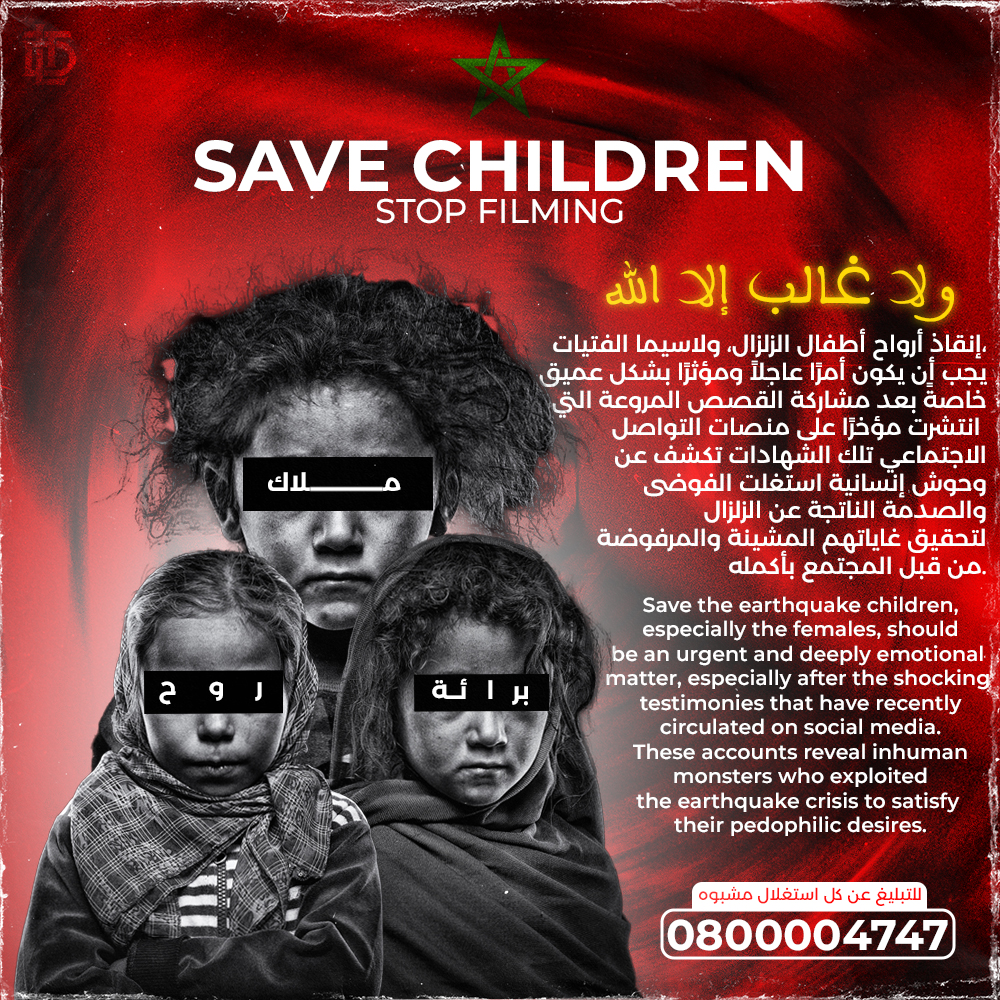 SAVE CHILDREN
STOP FILMING
ولا غالب إلا الله
إنقاذ أرواح أطفال الزلزال، ولاسيما الفتيات،
يجب أن يكون أمرًا عاجلاً ومؤثرًا بشكل عميق
خاصةً بعد مشاركة القصص المروعة التي
انتشرت مؤخرًا على منصات التواصل
الاجتماعي تلك الشهادات تكشف عن
وحوش إنسانية استغلت الفوضى
والصدمة الناتجة عن الزلزال
لتحقيق غاياتهم المشينة والمرفوضة
من قبل المجتمع بأكمله.
مـــلاك
روح
برائة
Save the earthquake children,
especially the females, should
be an urgent and deeply emotional
matter, especially after the shocking
testimonies that have recently
circulated on social media.
These accounts reveal inhuman
monsters who exploited
the earthquake crisis to satisfy
their pedophilic desires.
للتبليغ عن كل استغلال مشبوه
0800004747